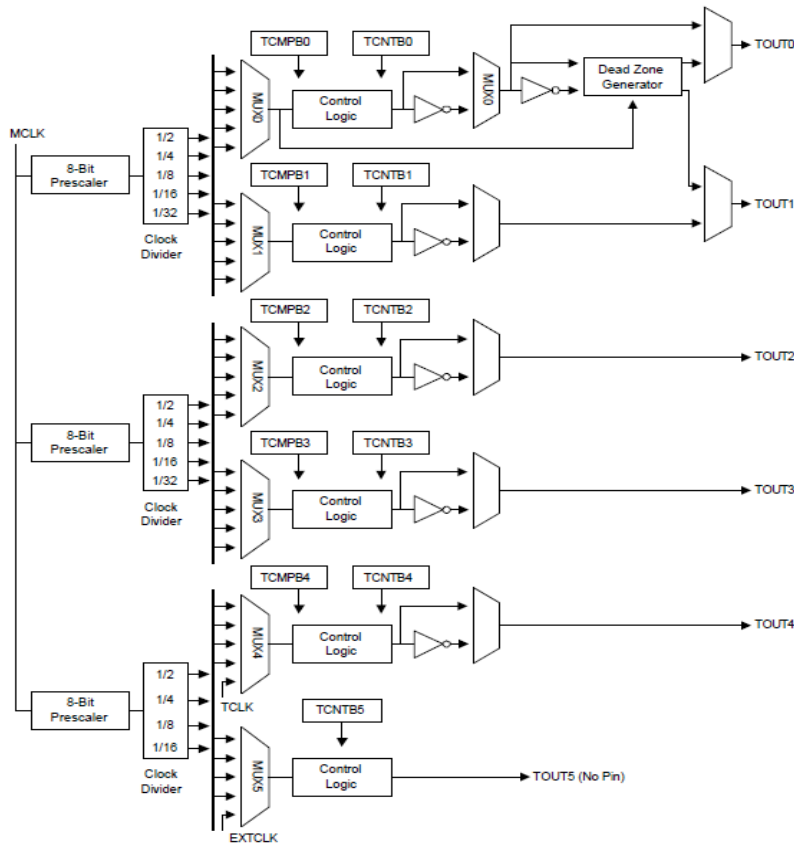 MCLK
8-Bit
Prescaler
1/2
1/4
1/8
1/16
1/32
Clock
Divider
TCMPB0
TCNTB0
MUX0
Control
Logic
MUX0
Dead Zone
Generator
TOUT0
TCMPB1
TCNTB1
MUX1
Control
Logic
TOUT1
8-Bit
Prescaler
1/2
1/4
1/8
1/16
1/32
Clock
Divider
TCMPB2
TCNTB2
MUX2
Control
Logic
TOUT2
TCMPB3
TCNTB3
MUX3
Control
Logic
TOUT3
8-Bit
Prescaler
1/2
1/4
1/8
1/16
Clock
Divider
TCMPB4
TCNTB4
MUX4
Control
Logic
TOUT4
TCLK
TCNTB5
MUX5
Control
Logic
TOUT5 (No Pin)
EXTCLK